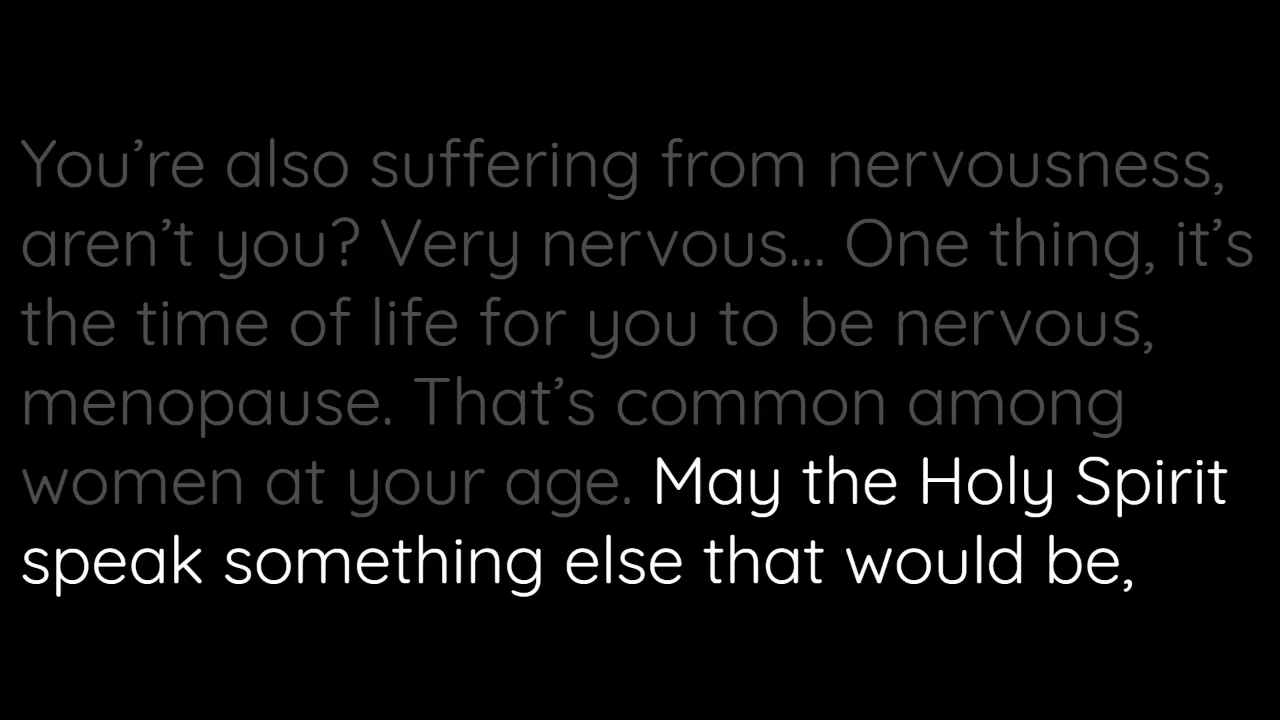 You’re also suffering from nervousness,
aren’t you? Very nervous... One thing, it’s
the time of life for you to be nervous,
menopause. That’s common among
women at your age. May the Holy Spirit
speak something else that would be,